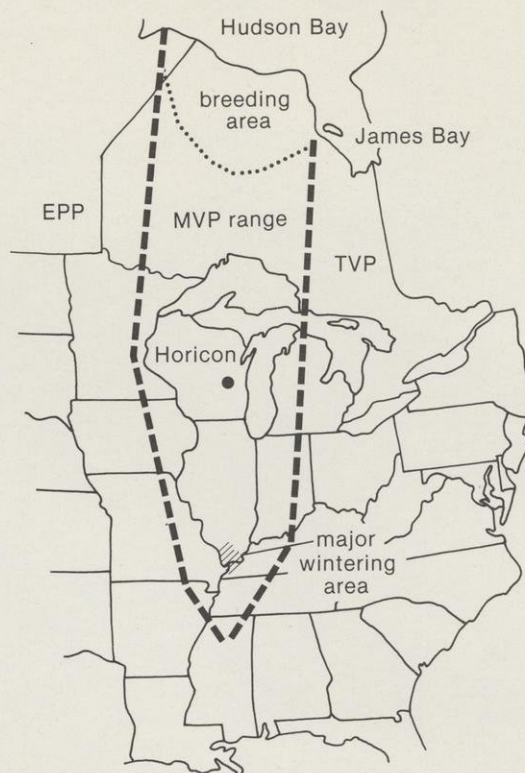 Hudson Bay
breeding
area
James Bay
EPP
MVP range
TVP
Horicon
major
wintering
area